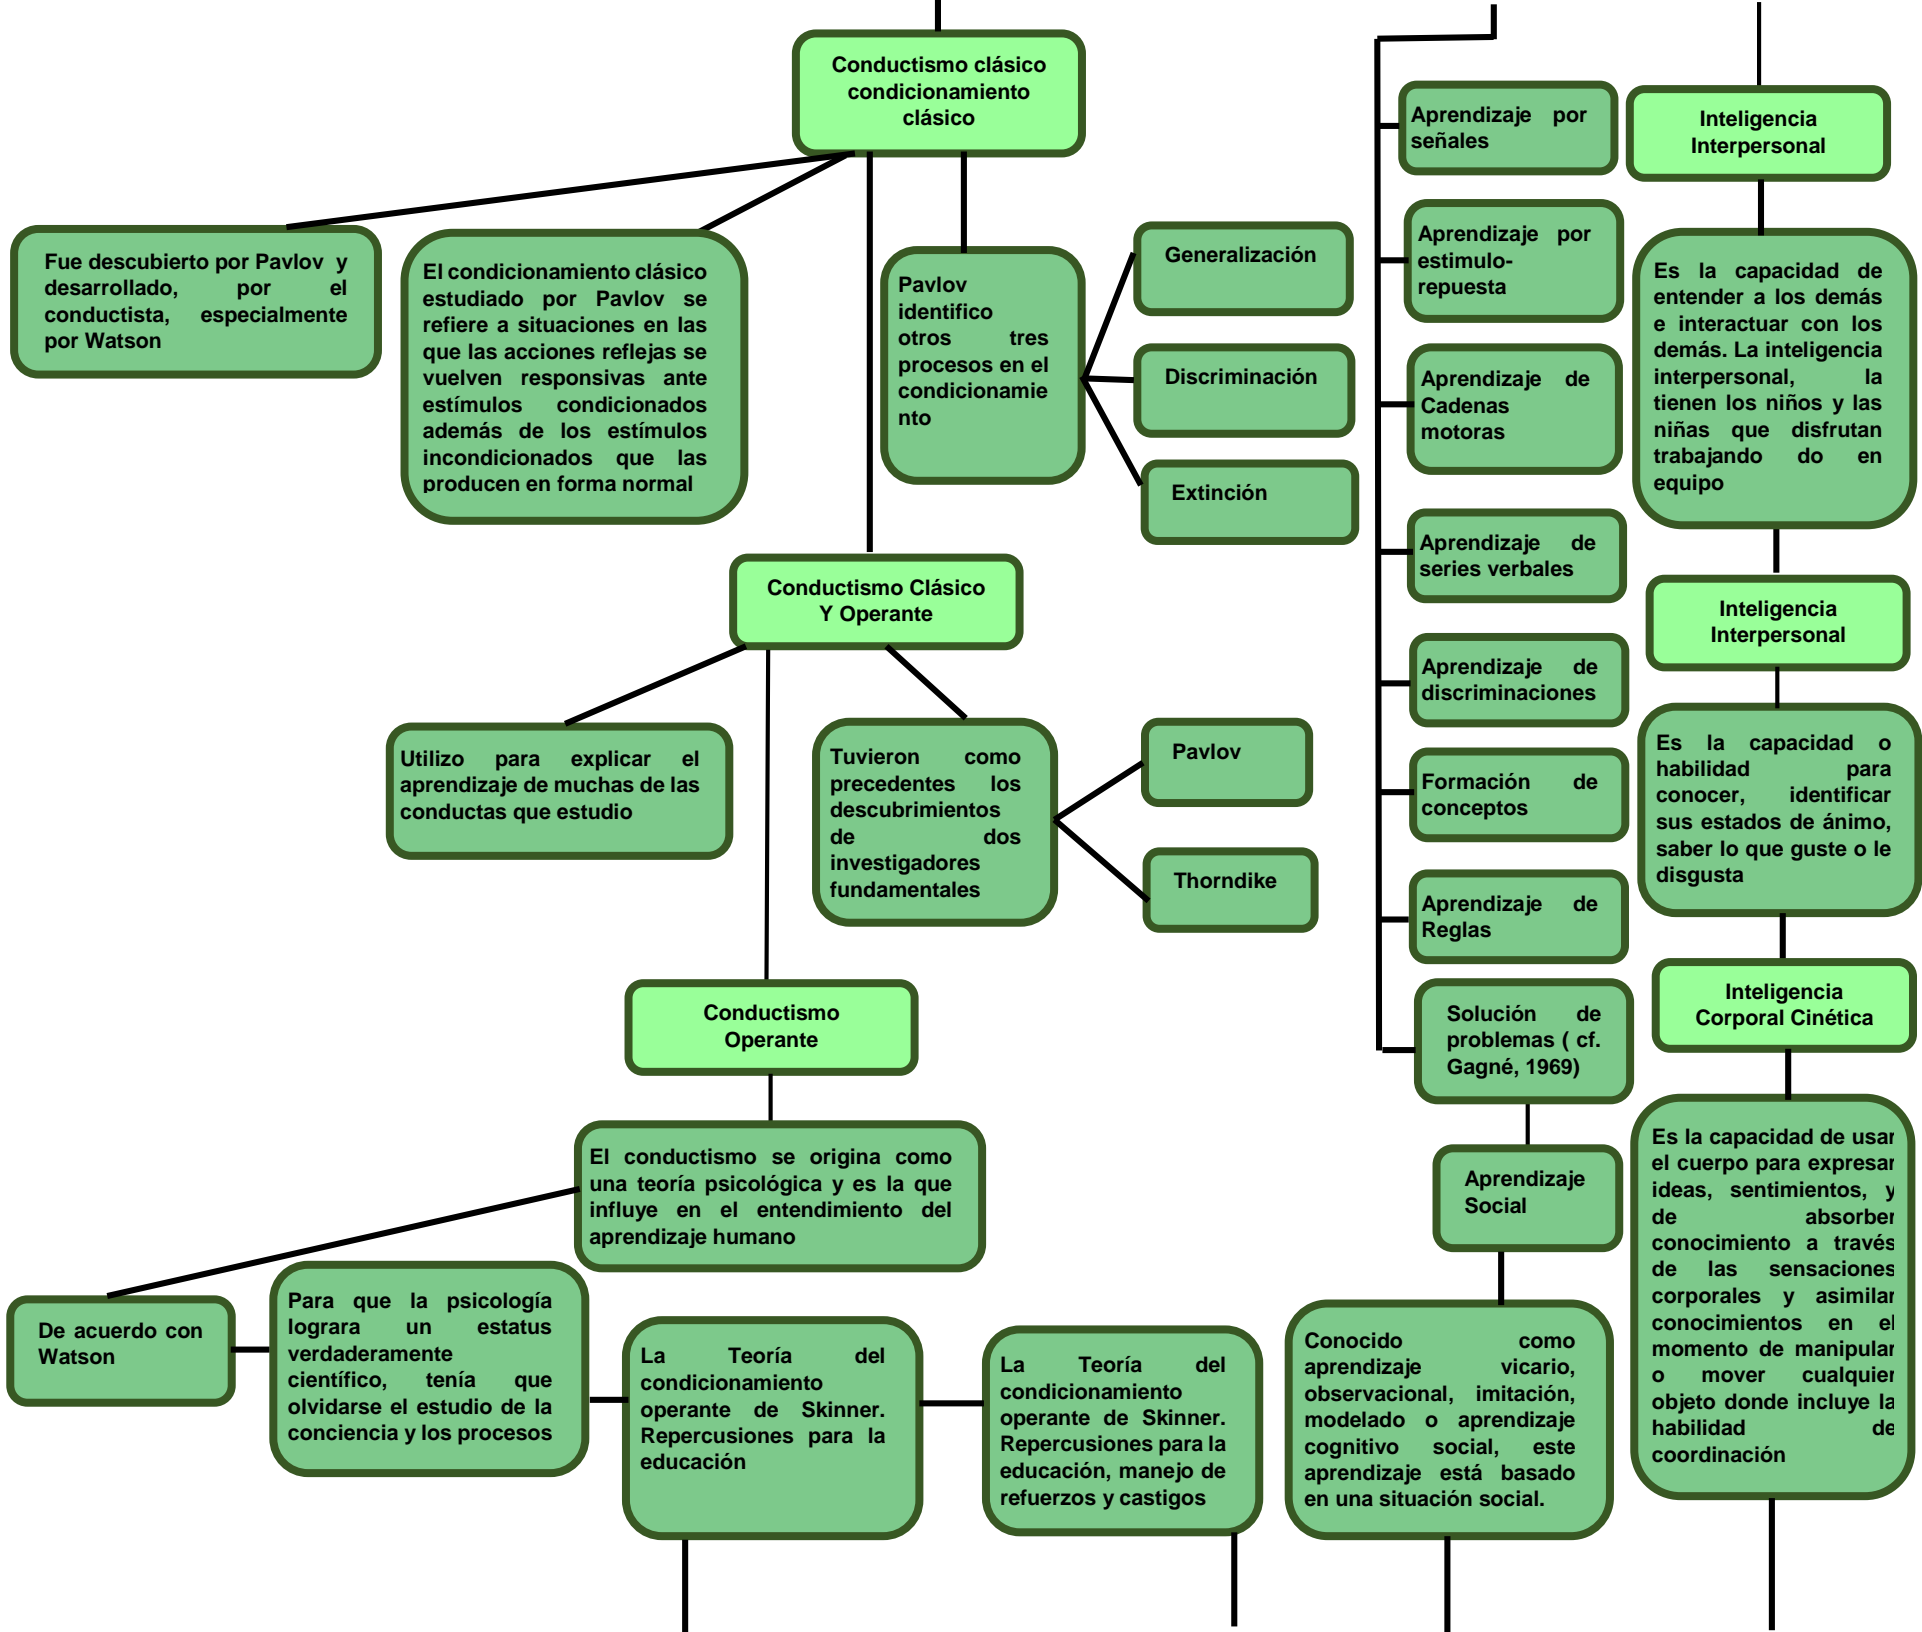 Conductismo clásico
condicionamiento
clásico
Fue descubierto por Pavlov y
desarrollado, por el
conductista, especialmente
por Watson
El condicionamiento clásico
estudiado por Pavlov se
refiere a situaciones en las
que las acciones reflejas se
vuelven responsivas ante
estímulos condicionados
además de los estímulos
incondicionados que las
producen en forma normal
Pavlov
identifico
otros tres
procesos en el
condicionamie
nto
Generalización
Discriminación
Extinción
Conductismo Clásico
Y Operante
Utilizo para explicar el
aprendizaje de muchas de las
conductas que estudio
Tuvieron como
precedentes los
descubrimientos
de dos
investigadores
fundamentales
Pavlov
Thorndike
Conductismo
Operante
El conductismo se origina como
una teoría psicológica y es la que
influye en el entendimiento del
aprendizaje humano
De acuerdo con
Watson
Para que la psicología
lograra un estatus
verdaderamente
científico, tenía que
olvidarse el estudio de la
conciencia y los procesos
La Teoría del
condicionamiento
operante de Skinner.
Repercusiones para la
educación
La Teoría del
condicionamiento
operante de Skinner.
Repercusiones para la
educación, manejo de
refuerzos y castigos
Aprendizaje por
señales
Aprendizaje por
estimulo-
repuesta
Aprendizaje de
Cadenas
motoras
Aprendizaje de
series verbales
Aprendizaje de
discriminaciones
Formación de
conceptos
Aprendizaje de
Reglas
Solución de
problemas ( cf.
Gagné, 1969)
Aprendizaje
Social
Conocido como
aprendizaje vicario,
observacional, imitación,
modelado o aprendizaje
cognitivo social, este
aprendizaje está basado
en una situación social.
Inteligencia
Interpersonal
Es la capacidad de
entender a los demás
e interactuar con los
demás. La inteligencia
interpersonal, la
tienen los niños y las
niñas que disfrutan
trabajando do en
equipo
Inteligencia
Interpersonal
Es la capacidad o
habilidad para
conocer, identificar
sus estados de ánimo,
saber lo que guste o le
disgusta
Inteligencia
Corporal Cinética
Es la capacidad de usar
el cuerpo para expresar
ideas, sentimientos, y
de absorber
conocimiento a través
de las sensaciones
corporales y asimilar
conocimientos en el
momento de manipular
o mover cualquier
objeto donde incluye la
habilidad de
coordinación